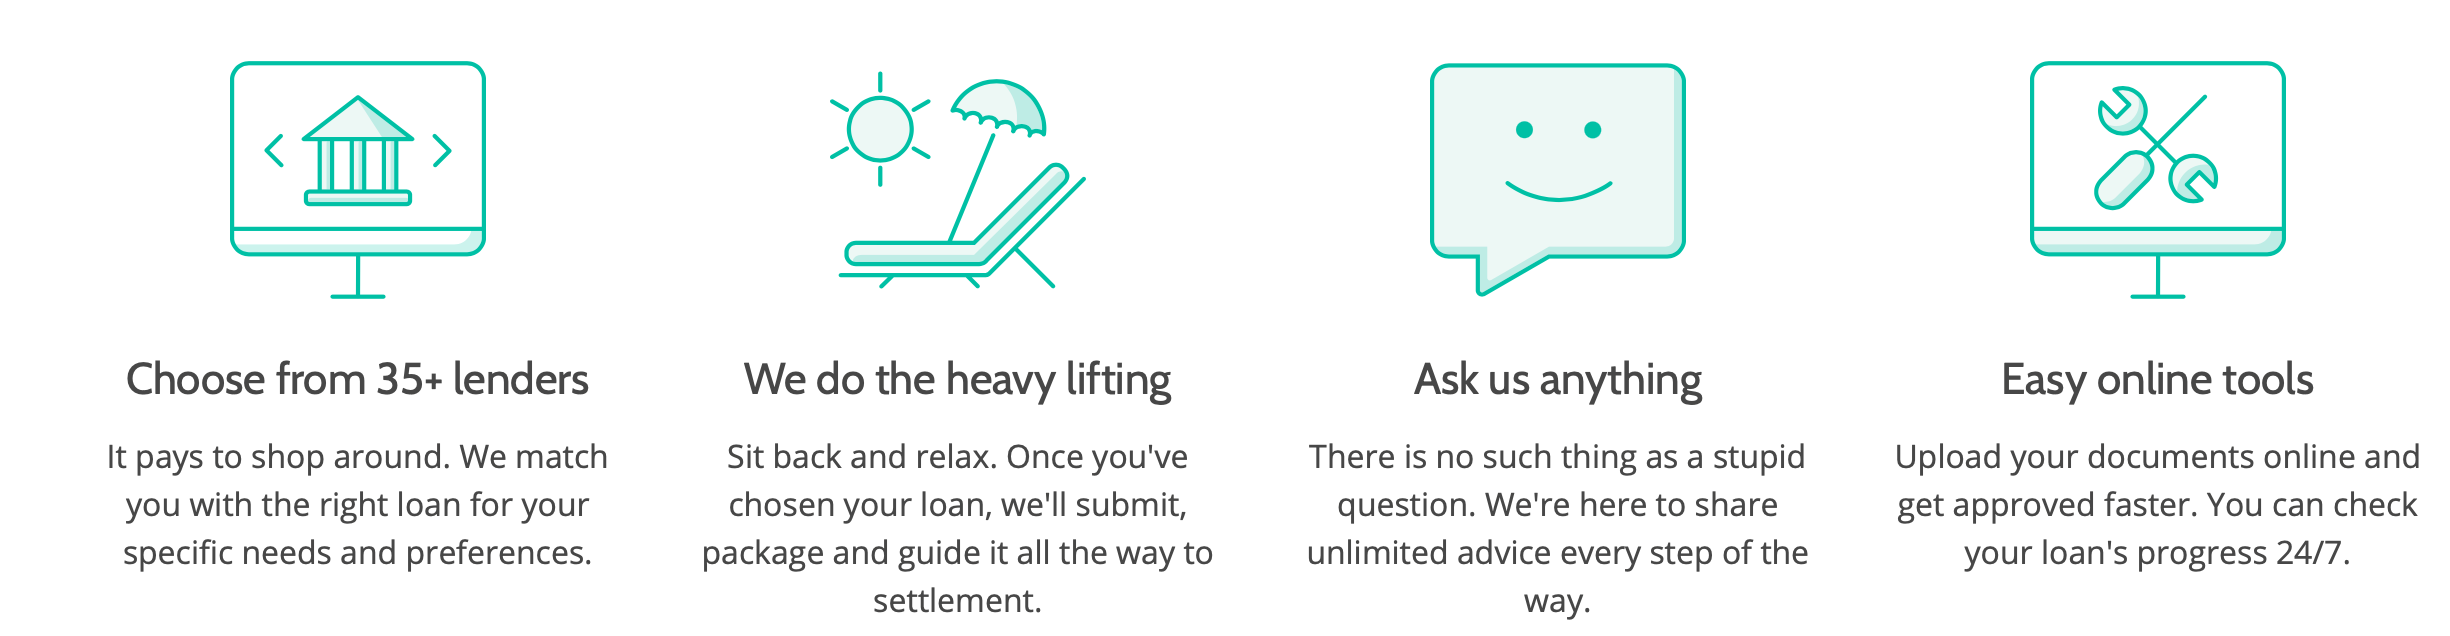 Choose from 35+ lenders
It pays to shop around. We match
you with the right loan for your
specific needs and preferences.
We do the heavy lifting
Sit back and relax. Once you've
chosen your loan, we'll submit,
package and guide it all the way to
settlement.
Ask us anything
There is no such thing as a stupid
question. We're here to share
unlimited advice every step of the
way.
Easy online tools
Upload your documents online and
get approved faster. You can check
your loan's progress 24/7.